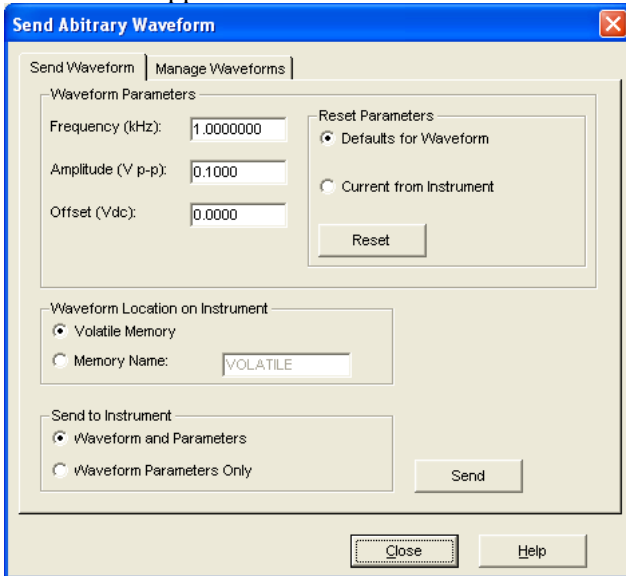 Send Abitrary Waveform
Send Waveform
Manage Waveforms
Waveform Parameters
Frequency (kHz): 1.0000000
Amplitude (V p-p): 0.1000
Offset (Vdc): 0.0000
Reset Parameters
Defaults for Waveform
Current from Instrument
Reset
Waveform Location on Instrument
Volatile Memory
Memory Name: VOLATILE
Send to Instrument
Waveform and Parameters
Waveform Parameters Only
Send
Close
Help